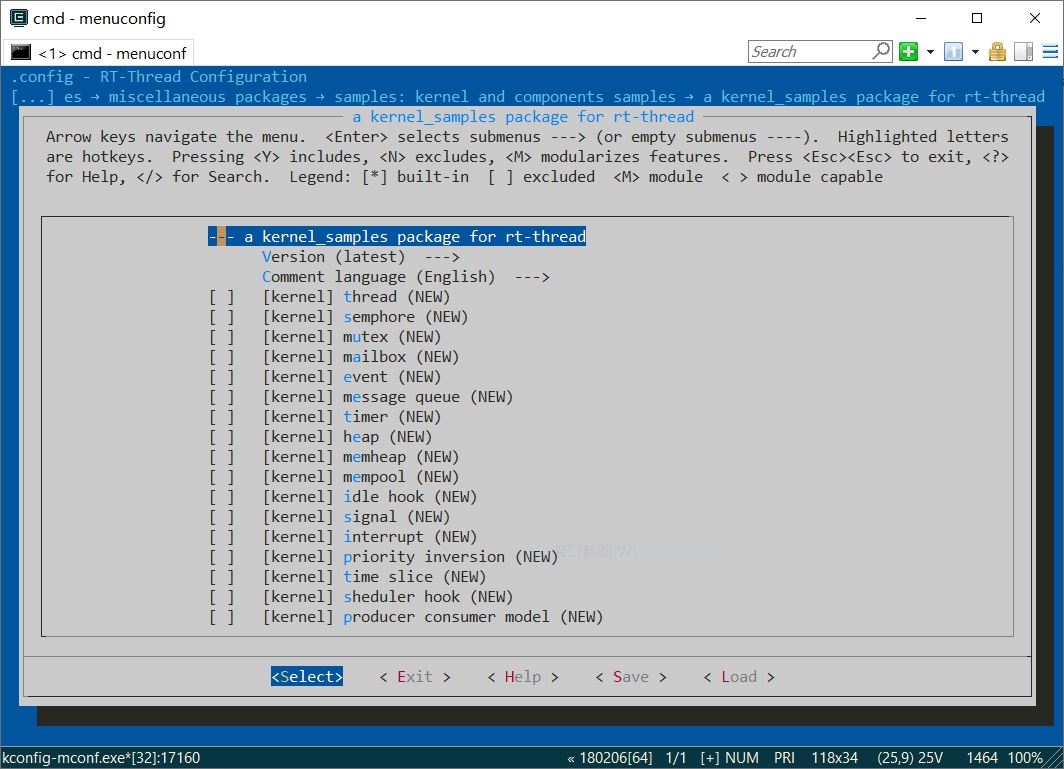 cmd - menuconfig
<1> cmd - menuconf
Search
.config - RT-Thread Configuration
[...] es → miscellaneous packages → samples: kernel and components samples → a kernel_samples package for rt-thread
a kernel_samples package for rt-thread
Arrow keys navigate the menu.  <Enter> selects submenus ---> (or empty submenus ----).  Highlighted letters
are hotkeys.  Pressing <Y> includes, <N> excludes, <M> modularizes features.  Press <Esc><Esc> to exit, <?>
for Help, </> for Search.  Legend: [*] built-in  [ ] excluded  <M> module  < > module capable
--- a kernel_samples package for rt-thread
Version (latest)  --->
Comment language (English)  --->
[ ]   [kernel] thread (NEW)
[ ]   [kernel] semphore (NEW)
[ ]   [kernel] mutex (NEW)
[ ]   [kernel] mailbox (NEW)
[ ]   [kernel] event (NEW)
[ ]   [kernel] message queue (NEW)
[ ]   [kernel] timer (NEW)
[ ]   [kernel] heap (NEW)
[ ]   [kernel] memheap (NEW)
[ ]   [kernel] mempool (NEW)
[ ]   [kernel] idle hook (NEW)
[ ]   [kernel] signal (NEW)
[ ]   [kernel] interrupt (NEW)
[ ]   [kernel] priority inversion (NEW)
[ ]   [kernel] time slice (NEW)
[ ]   [kernel] sheduler hook (NEW)
[ ]   [kernel] producer consumer model (NEW)
<Select>    < Exit >    < Help >    < Save >    < Load >
kconfig-mconf.exe*[32]:17160   « 180206[64]   1/1   [+] NUM   PRI   118x34   (25,9) 25V   1464   100%